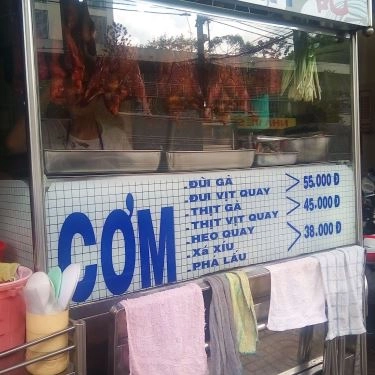 CƠM
- ĐÙI GÀ
- ĐUI VỊT QUAY
55.000 Đ
- THỊT GÀ
- THỊT VỊT QUAY
45.000 Đ
- HEO QUAY
- XÁ XÍU
38.000 Đ
- PHÁ LẤU